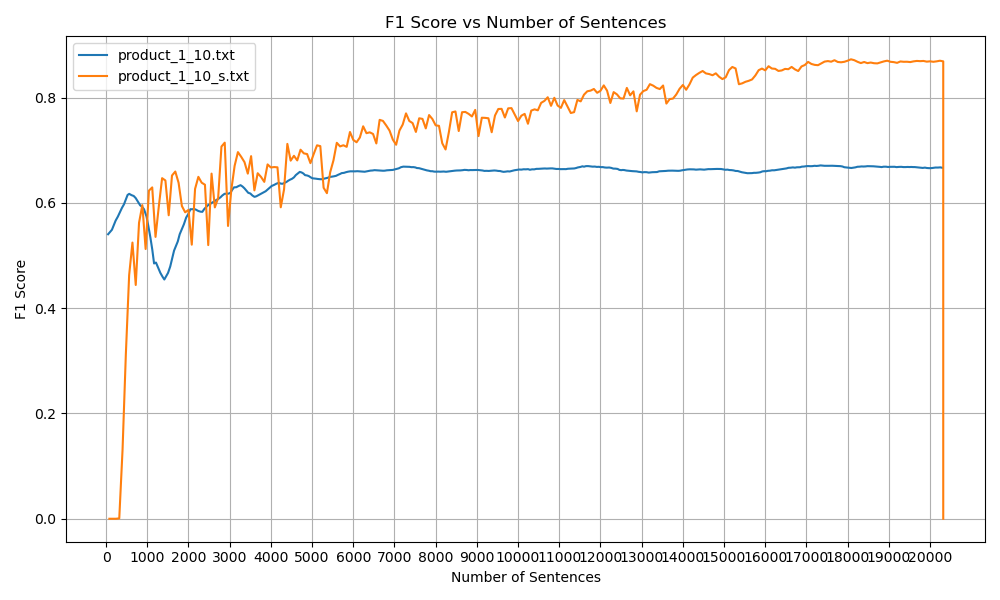 F1 Score vs Number of Sentences
product_1_10.txt
product_1_10_s.txt
F1 Score
0.8
0.6
0.4
0.2
0.0
0 1000 2000 3000 4000 5000 6000 7000 8000 9000 10000 11000 12000 13000 14000 15000 16000 17000 18000 19000 20000
Number of Sentences